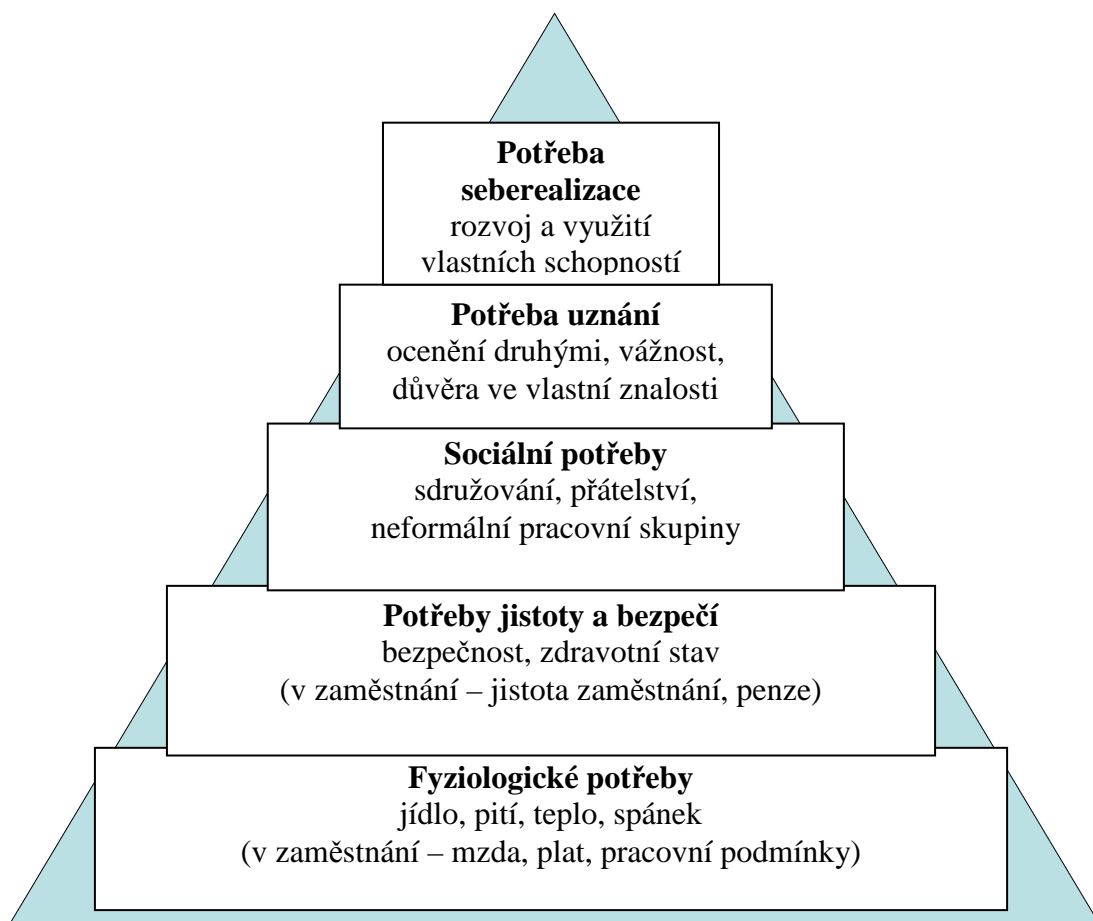 Potřeba
seberealizace
rozvoj a využití
vlastních schopností
Potřeba uznání
ocenění druhými, vážnost,
důvěra ve vlastní znalosti
Sociální potřeby
sdružování, přátelství,
neformální pracovní skupiny
Potřeby jistoty a bezpečí
bezpečnost, zdravotní stav
(v zaměstnání – jistota zaměstnání, penze)
Fyziologické potřeby
jídlo, pití, teplo, spánek
(v zaměstnání – mzda, plat, pracovní podmínky)